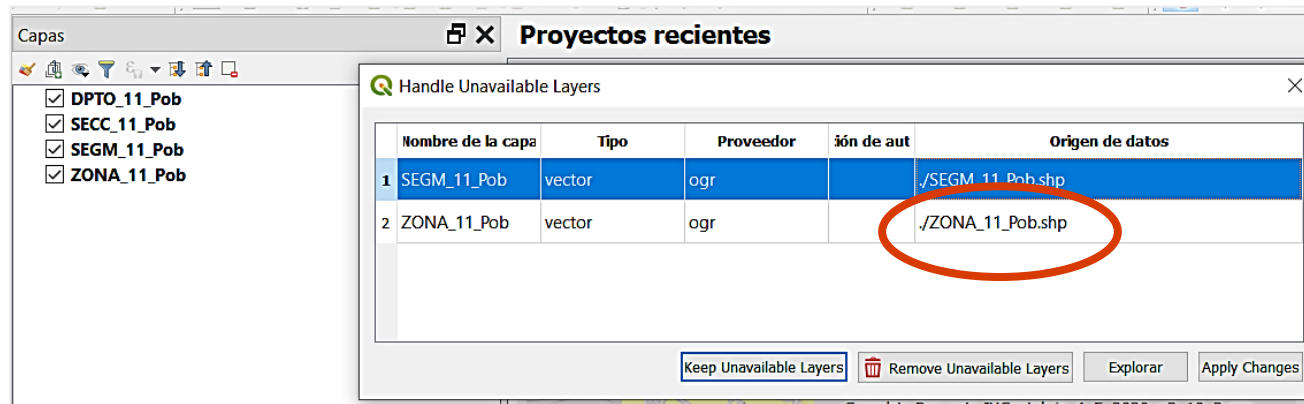 Capas
Proyectos recientes
DPTO_11_Pob
SECC_11_Pob
SEGM_11_Pob
ZONA_11_Pob
Handle Unavailable Layers
Nombre de la capa Tipo Proveedor ión de aut Origen de datos
1 SEGM_11_Pob vector ogr ./SEGM_11_Pob.shp
2 ZONA_11_Pob vector ogr ./ZONA_11_Pob.shp
Keep Unavailable Layers Remove Unavailable Layers Explorar Apply Changes